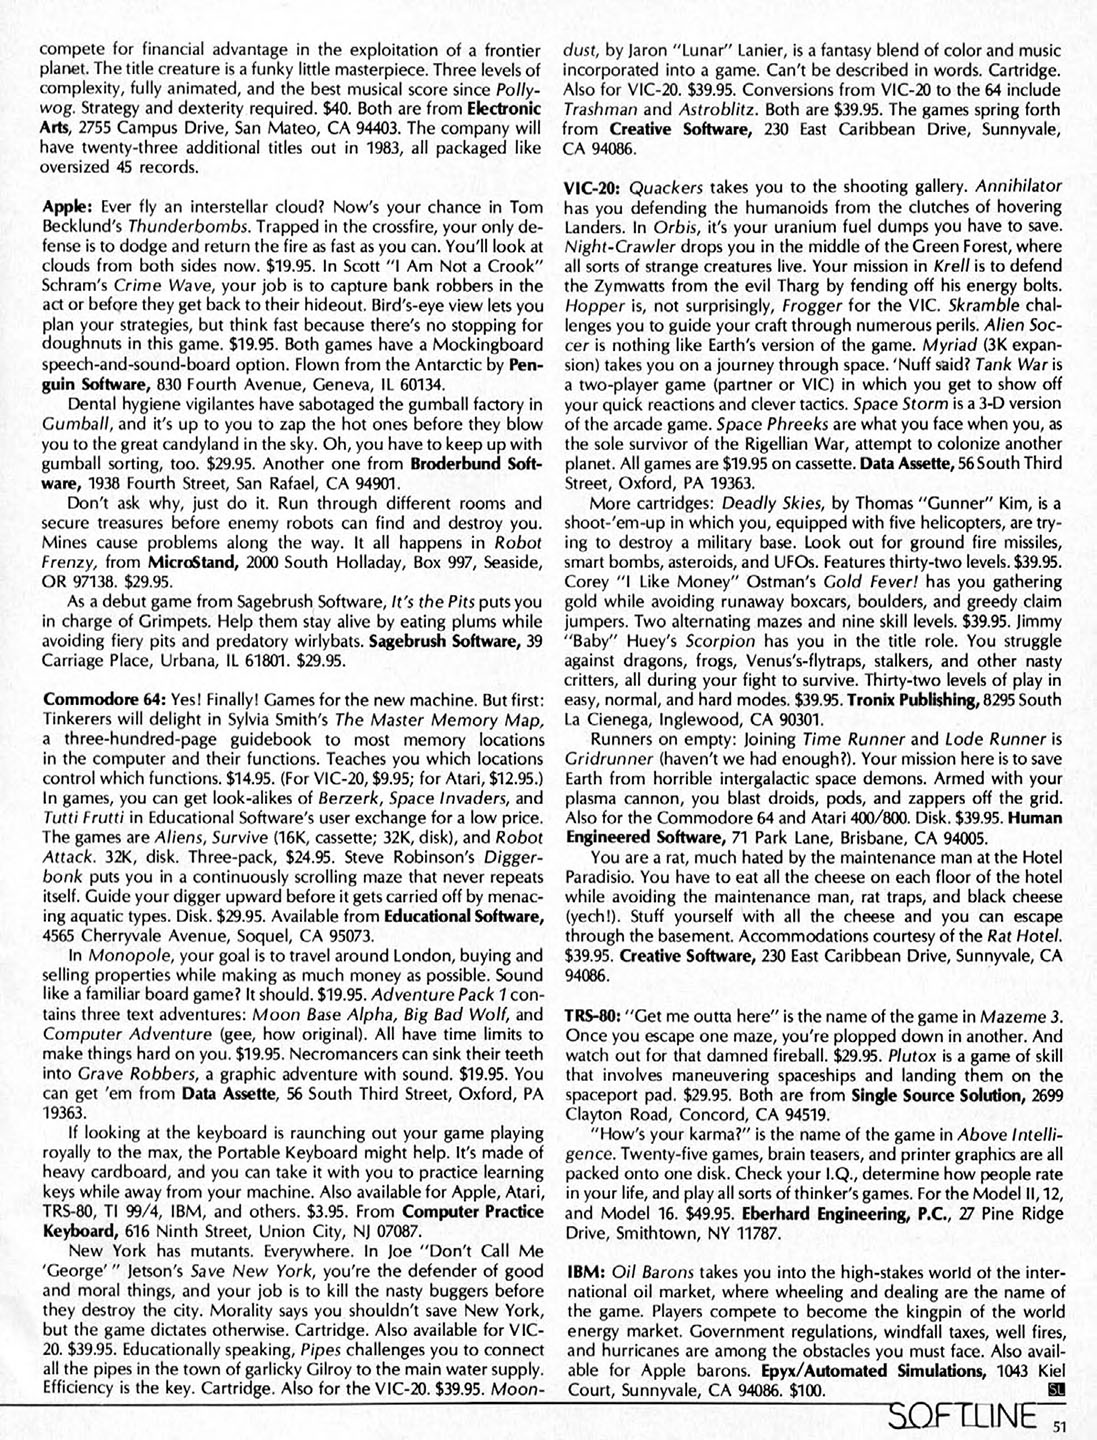 compete for financial advantage in the exploitation of a frontier
planet. The title creature is a funky little masterpiece. Three levels of
complexity, fully animated, and the best musical score since Polly-
wog. Strategy and dexterity required. $40. Both are from Electronic
Arts, 2755 Campus Drive, San Mateo, CA 94403. The company will
have twenty-three additional titles out in 1983, all packaged like
oversized 45 records.
Apple: Ever fly an interstellar cloud? Now's your chance in Tom
Becklund's Thunderbombs. Trapped in the crossfire, your only de-
fense is to dodge and return the fire as fast as you can. You'll look at
clouds from both sides now. $19.95. In Scott "I Am Not a Crook"
Schram's Crime Wave, your job is to capture bank robbers in the
act or before they get back to their hideout. Bird's-eye view lets you
plan your strategies, but think fast because there's no stopping for
doughnuts in this game. $19.95. Both games have a Mockingboard
speech-and-sound-board option. Flown from the Antarctic by Pen-
guin Software, 830 Fourth Avenue, Geneva, IL 60134.
Dental hygiene vigilantes have sabotaged the gumball factory in
Gumball, and it's up to you to zap the hot ones before they blow
you to the great candyland in the sky. Oh, you have to keep up with
gumball sorting, too. $29.95. Another one from Broderbund Soft-
ware, 1938 Fourth Street, San Rafael, CA 94901.
Don't ask why, just do it. Run through different rooms and
secure treasures before enemy robots can find and destroy you.
Mines cause problems along the way. It all happens in Robot
Frenzy, from MicroStand, 2000 South Holladay, Box 997, Seaside,
OR 97138. $29.95.
As a debut game from Sagebrush Software, It's the Pits puts you
in charge of Grimpets. Help them stay alive by eating plums while
avoiding fiery pits and predatory wirlybats. Sagebrush Software, 39
Carriage Place, Urbana, IL 61801. $29.95.
Commodore 64: Yes! Finally! Games for the new machine. But first:
Tinkerers will delight in Sylvia Smith's The Master Memory Map,
a three-hundred-page guidebook to most memory locations
in the computer and their functions. Teaches you which locations
control which functions. $14.95. (For VIC-20, $9.95; for Atari, $12.95.)
In games, you can get look-alikes of Berzerk, Space Invaders, and
Tutti Frutti in Educational Software's user exchange for a low price.
The games are Aliens, Survive (16K, cassette; 32K, disk), and Robot
Attack. 32K, disk. Three-pack, $24.95. Steve Robinson's Digger-
bonk puts you in a continuously scrolling maze that never repeats
itself. Guide your digger upward before it gets carried off by menac-
ing aquatic types. Disk. $29.95. Available from Educational Software,
4565 Cherryvale Avenue, Soquel, CA 95073.
In Monopole, your goal is to travel around London, buying and
selling properties while making as much money as possible. Sound
like a familiar board game? It should. $19.95. Adventure Pack 1 con-
tains three text adventures: Moon Base Alpha, Big Bad Wolf, and
Computer Adventure (gee, how original). All have time limits to
make things hard on you. $19.95. Necromancers can sink their teeth
into Grave Robbers, a graphic adventure with sound. $19.95. You
can get 'em from Data Assette, 56 South Third Street, Oxford, PA
19363.
If looking at the keyboard is raunching out your game playing
royally to the max, the Portable Keyboard might help. It's made of
heavy cardboard, and you can take it with you to practice learning
keys while away from your machine. Also available for Apple, Atari,
TRS-80, TI 99/4, IBM, and others. $3.95. From Computer Practice
Keyboard, 616 Ninth Street, Union City, NJ 07087.
New York has mutants. Everywhere. In Joe "Don't Call Me
'George' " Jetson's Save New York, you're the defender of good
and moral things, and your job is to kill the nasty buggers before
they destroy the city. Morality says you shouldn't save New York,
but the game dictates otherwise. Cartridge. Also available for VIC-
20. $39.95. Educationally speaking, Pipes challenges you to connect
all the pipes in the town of garlicky Gilroy to the main water supply.
Efficiency is the key. Cartridge. Also for the VIC-20. $39.95. Moon-
dust, by Jaron "Lunar" Lanier, is a fantasy blend of color and music
incorporated into a game. Can't be described in words. Cartridge.
Also for VIC-20. $39.95. Conversions from VIC-20 to the 64 include
Trashman and Astroblitz. Both are $39.95. The games spring forth
from Creative Software, 230 East Caribbean Drive, Sunnyvale,
CA 94086.
VIC-20: Quackers takes you to the shooting gallery. Annihilator
has you defending the humanoids from the clutches of hovering
Landers. In Orbis, it's your uranium fuel dumps you have to save.
Night-Crawler drops you in the middle of the Green Forest, where
all sorts of strange creatures live. Your mission in Krell is to defend
the Zymwatts from the evil Tharg by fending off his energy bolts.
Hopper is, not surprisingly, Frogger for the VIC. Skramble chal-
lenges you to guide your craft through numerous perils. Alien Soc-
cer is nothing like Earth's version of the game. Myriad (3K expan-
sion) takes you on a journey through space. 'Nuff said? Tank War is
a two-player game (partner or VIC) in which you get to show off
your quick reactions and clever tactics. Space Storm is a 3-D version
of the arcade game. Space Phreeks are what you face when you, as
the sole survivor of the Rigellian War, attempt to colonize another
planet. All games are $19.95 on cassette. Data Assette, 56 South Third
Street, Oxford, PA 19363.
More cartridges: Deadly Skies, by Thomas "Gunner" Kim, is a
shoot-'em-up in which you, equipped with five helicopters, are try-
ing to destroy a military base. Look out for ground fire missiles,
smart bombs, asteroids, and UFOs. Features thirty-two levels. $39.95.
Corey "I Like Money" Ostman's Gold Fever! has you gathering
gold while avoiding runaway boxcars, boulders, and greedy claim
jumpers. Two alternating mazes and nine skill levels. $39.95. Jimmy
"Baby" Huey's Scorpion has you in the title role. You struggle
against dragons, frogs, Venus's-flytraps, stalkers, and other nasty
critters, all during your fight to survive. Thirty-two levels of play in
easy, normal, and hard modes. $39.95. Tronix Publishing, 8295 South
La Cienega, Inglewood, CA 90301.
Runners on empty: Joining Time Runner and Lode Runner is
Gridrunner (haven't we had enough?). Your mission here is to save
Earth from horrible intergalactic space demons. Armed with your
plasma cannon, you blast droids, pods, and zappers off the grid.
Also for the Commodore 64 and Atari 400/800. Disk. $39.95. Human
Engineered Software, 71 Park Lane, Brisbane, CA 94005.
You are a rat, much hated by the maintenance man at the Hotel
Paradisio. You have to eat all the cheese on each floor of the hotel
while avoiding the maintenance man, rat traps, and black cheese
(yech!). Stuff yourself with all the cheese and you can escape
through the basement. Accommodations courtesy of the Rat Hotel.
$39.95. Creative Software, 230 East Caribbean Drive, Sunnyvale, CA
94086.
TRS-80: "Get me outta here" is the name of the game in Mazeme 3.
Once you escape one maze, you're plopped down in another. And
watch out for that damned fireball. $29.95. Plutox is a game of skill
that involves maneuvering spaceships and landing them on the
spaceport pad. $29.95. Both are from Single Source Solution, 2699
Clayton Road, Concord, CA 94519.
"How's your karma?" is the name of the game in Above Intelli-
gence. Twenty-five games, brain teasers, and printer graphics are all
packed onto one disk. Check your I.Q., determine how people rate
in your life, and play all sorts of thinker's games. For the Model II, 12,
and Model 16. $49.95. Eberhard Engineering, P.C., 27 Pine Ridge
Drive, Smithtown, NY 11787.
IBM: Oil Barons takes you into the high-stakes world of the inter-
national oil market, where wheeling and dealing are the name of
the game. Players compete to become the kingpin of the world
energy market. Government regulations, windfall taxes, well fires,
and hurricanes are among the obstacles you must face. Also avail-
able for Apple barons. Epyx/Automated Simulations, 1043 Kiel
Court, Sunnyvale, CA 94086. $100. SL
SOFTLINE 51